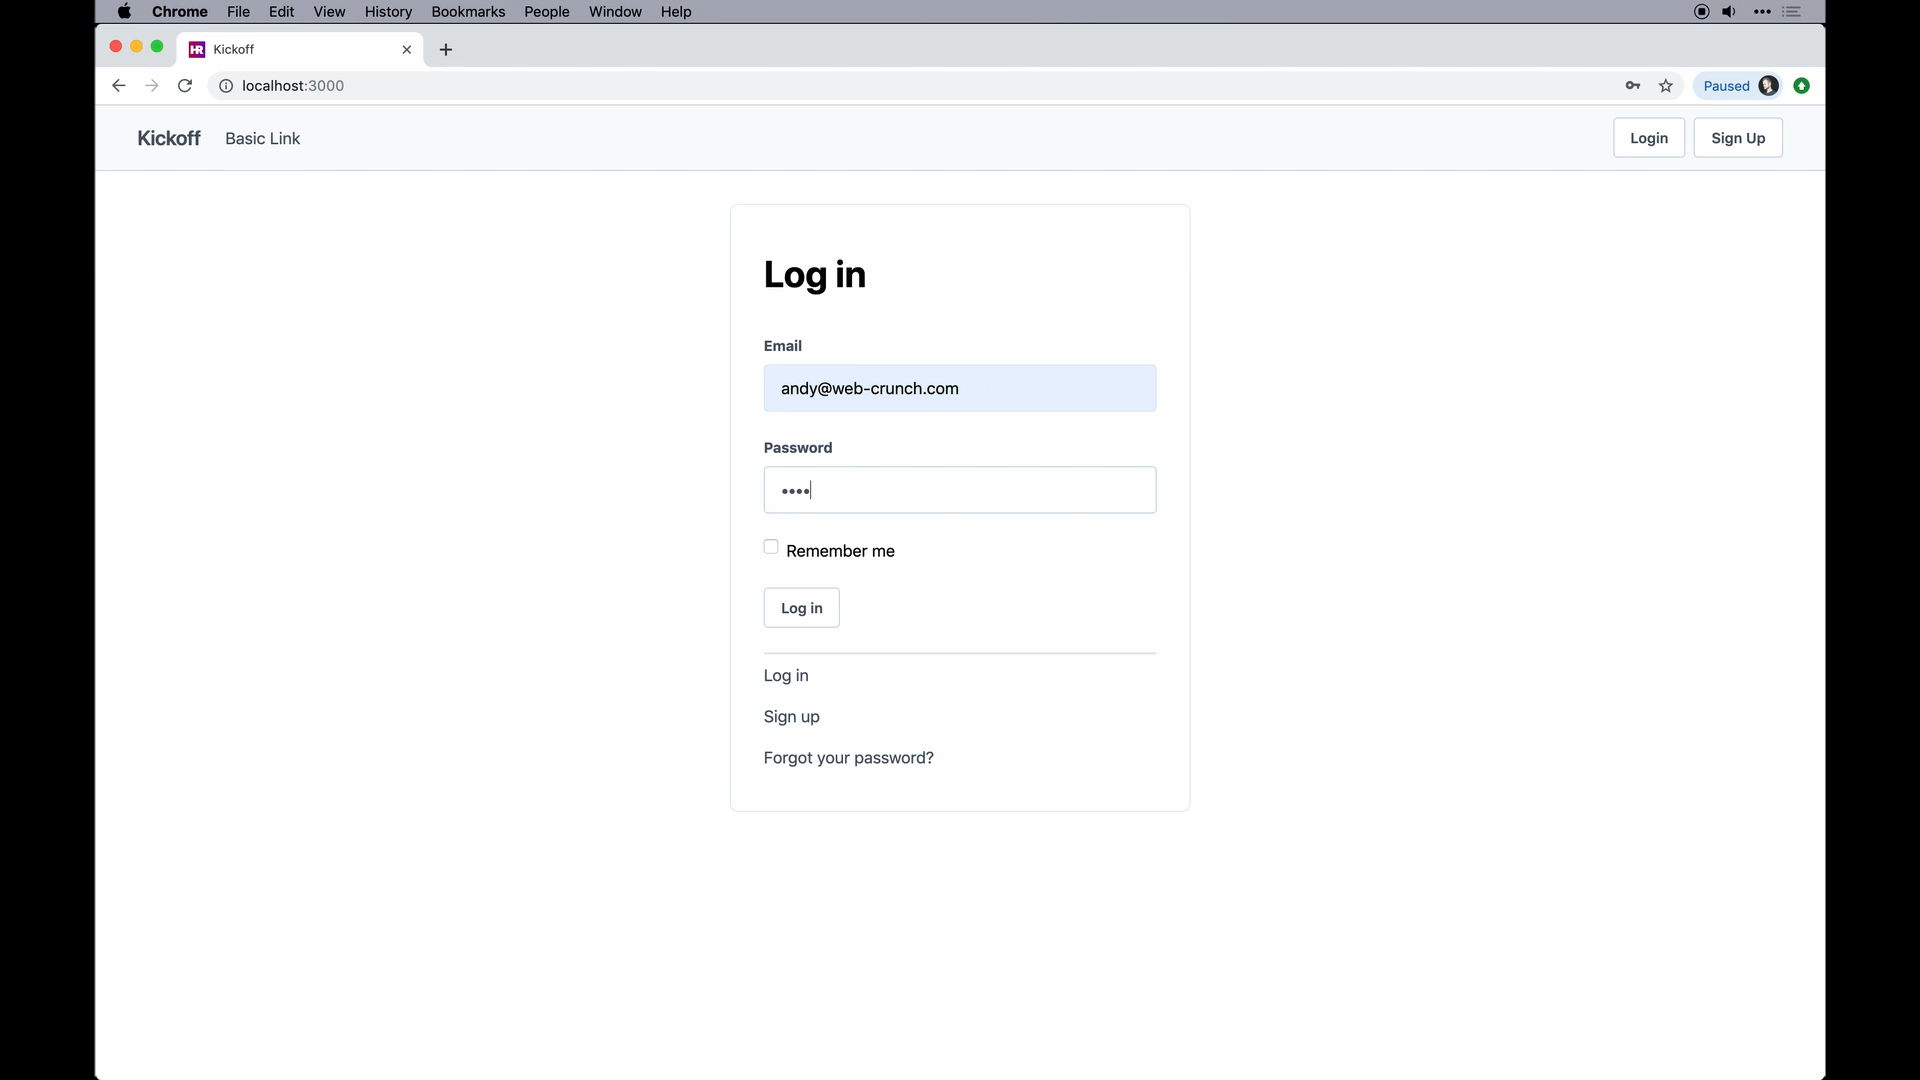 Chrome File Edit View History Bookmarks People Window Help
HR Kickoff
localhost:3000 Paused
Kickoff Basic Link Login Sign Up
Log in
Email
andy@web-crunch.com
Password
••••
Remember me
Log in
Log in
Sign up
Forgot your password?